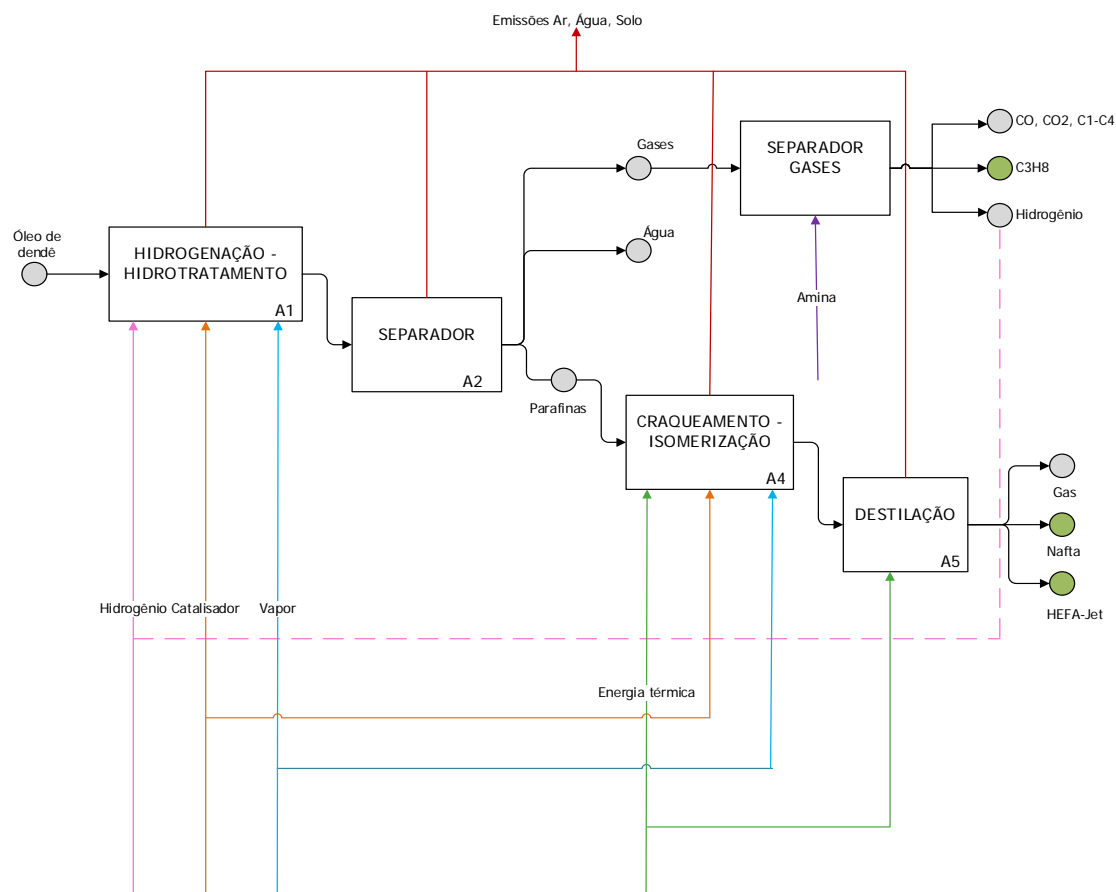 Emissões Ar, Água, Solo
CO, CO2, C1-C4
Gases
SEPARADOR
GASES
C3H8
Hidrogênio
Óleo de
dendê
HIDROGENAÇÃO -
HIDROTRATAMENTO
A1
Água
Amina
SEPARADOR
A2
Parafinas
CRAQUEAMENTO -
ISOMERIZAÇÃO
A4
Gas
DESTILAÇÃO
A5
Nafta
HEFA-Jet
Hidrogênio Catalisador Vapor
Energia térmica